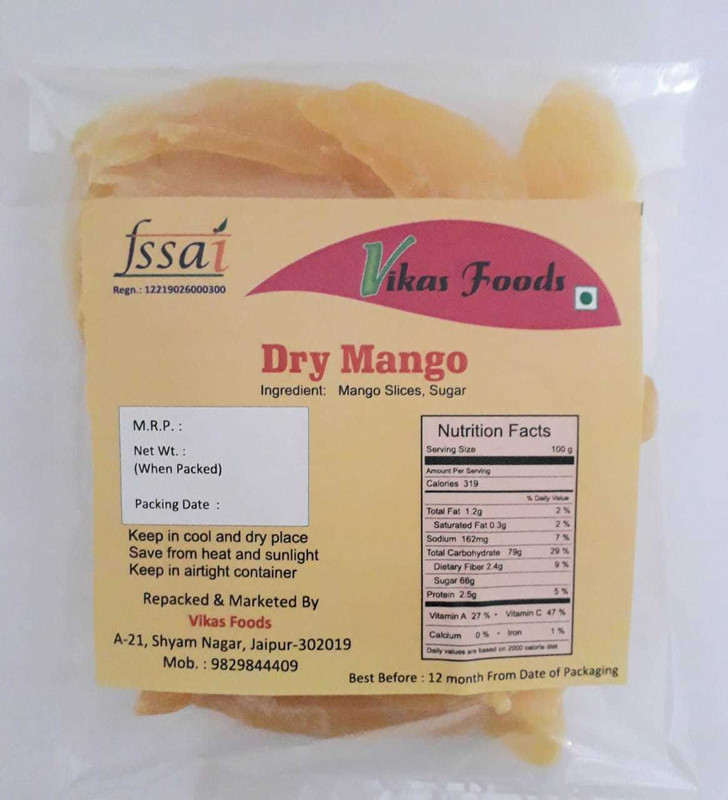 fssai
Regn.: 12219026000300
Vikas Foods
Dry Mango
Ingredient: Mango Slices, Sugar
M.R.P. :
Net Wt. :
(When Packed)
Packing Date :
Keep in cool and dry place
Save from heat and sunlight
Keep in airtight container
Repacked & Marketed By
Vikas Foods
A-21, Shyam Nagar, Jaipur-302019
Mob. : 9829844409
Nutrition Facts
Serving Size 100 g
Amount Per Serving
Calories 319
% Daily Value
Total Fat 1.2g 2 %
Saturated Fat 0.3g 2 %
Sodium 162mg 7 %
Total Carbohydrate 79g 29 %
Dietary Fiber 2.4g 9 %
Sugar 66g
Protein 2.5g 5 %
Vitamin A 27 % • Vitamin C 47 %
Calcium 0 % • Iron 1 %
Daily values are based on 2000 calorie diet
Best Before : 12 month From Date of Packaging